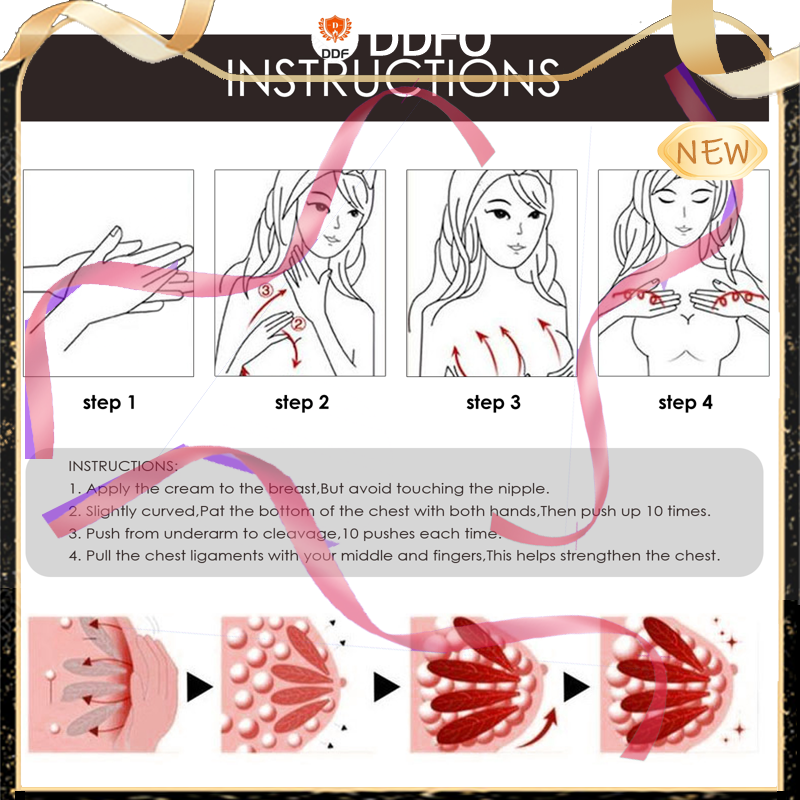 DDF
INSTRUCTIONS
NEW
③
②
step 1
step 2
step 3
step 4
INSTRUCTIONS:
1. Apply the cream to the breast,But avoid touching the nipple.
2. Slightly curved,Pat the bottom of the chest with both hands,Then push up 10 times.
3. Push from underarm to cleavage,10 pushes each time.
4. Pull the chest ligaments with your middle and fingers,This helps strengthen the chest.